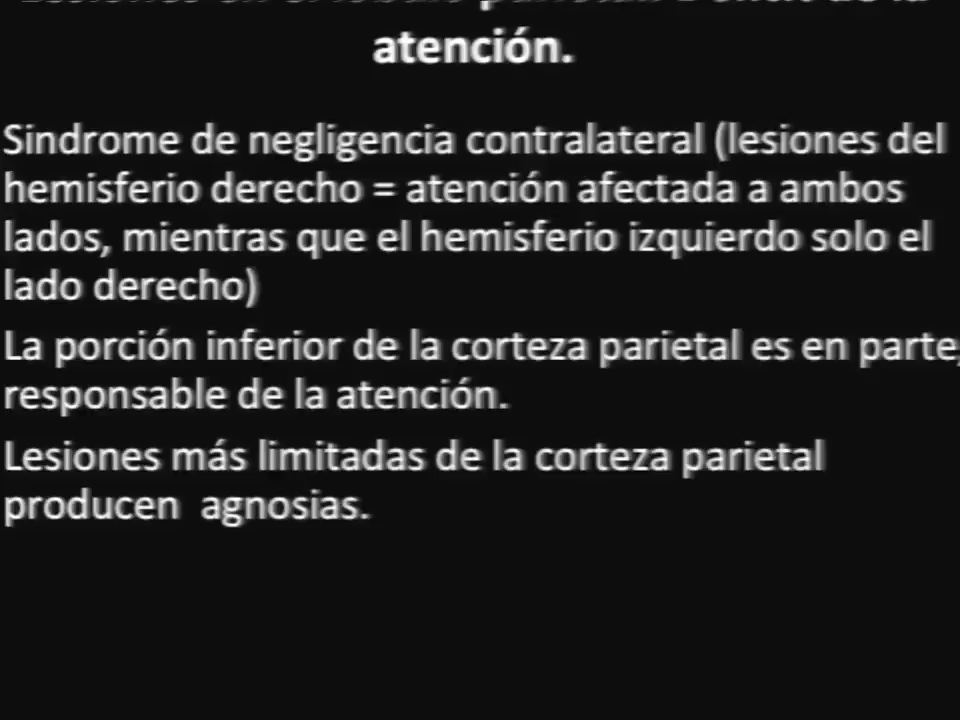 atención.
Síndrome de negligencia contralateral (lesiones del
hemisferio derecho = atención afectada a ambos
lados, mientras que el hemisferio izquierdo solo el
lado derecho)
La porción inferior de la corteza parietal es en parte,
responsable de la atención.
Lesiones más limitadas de la corteza parietal
producen agnosias.